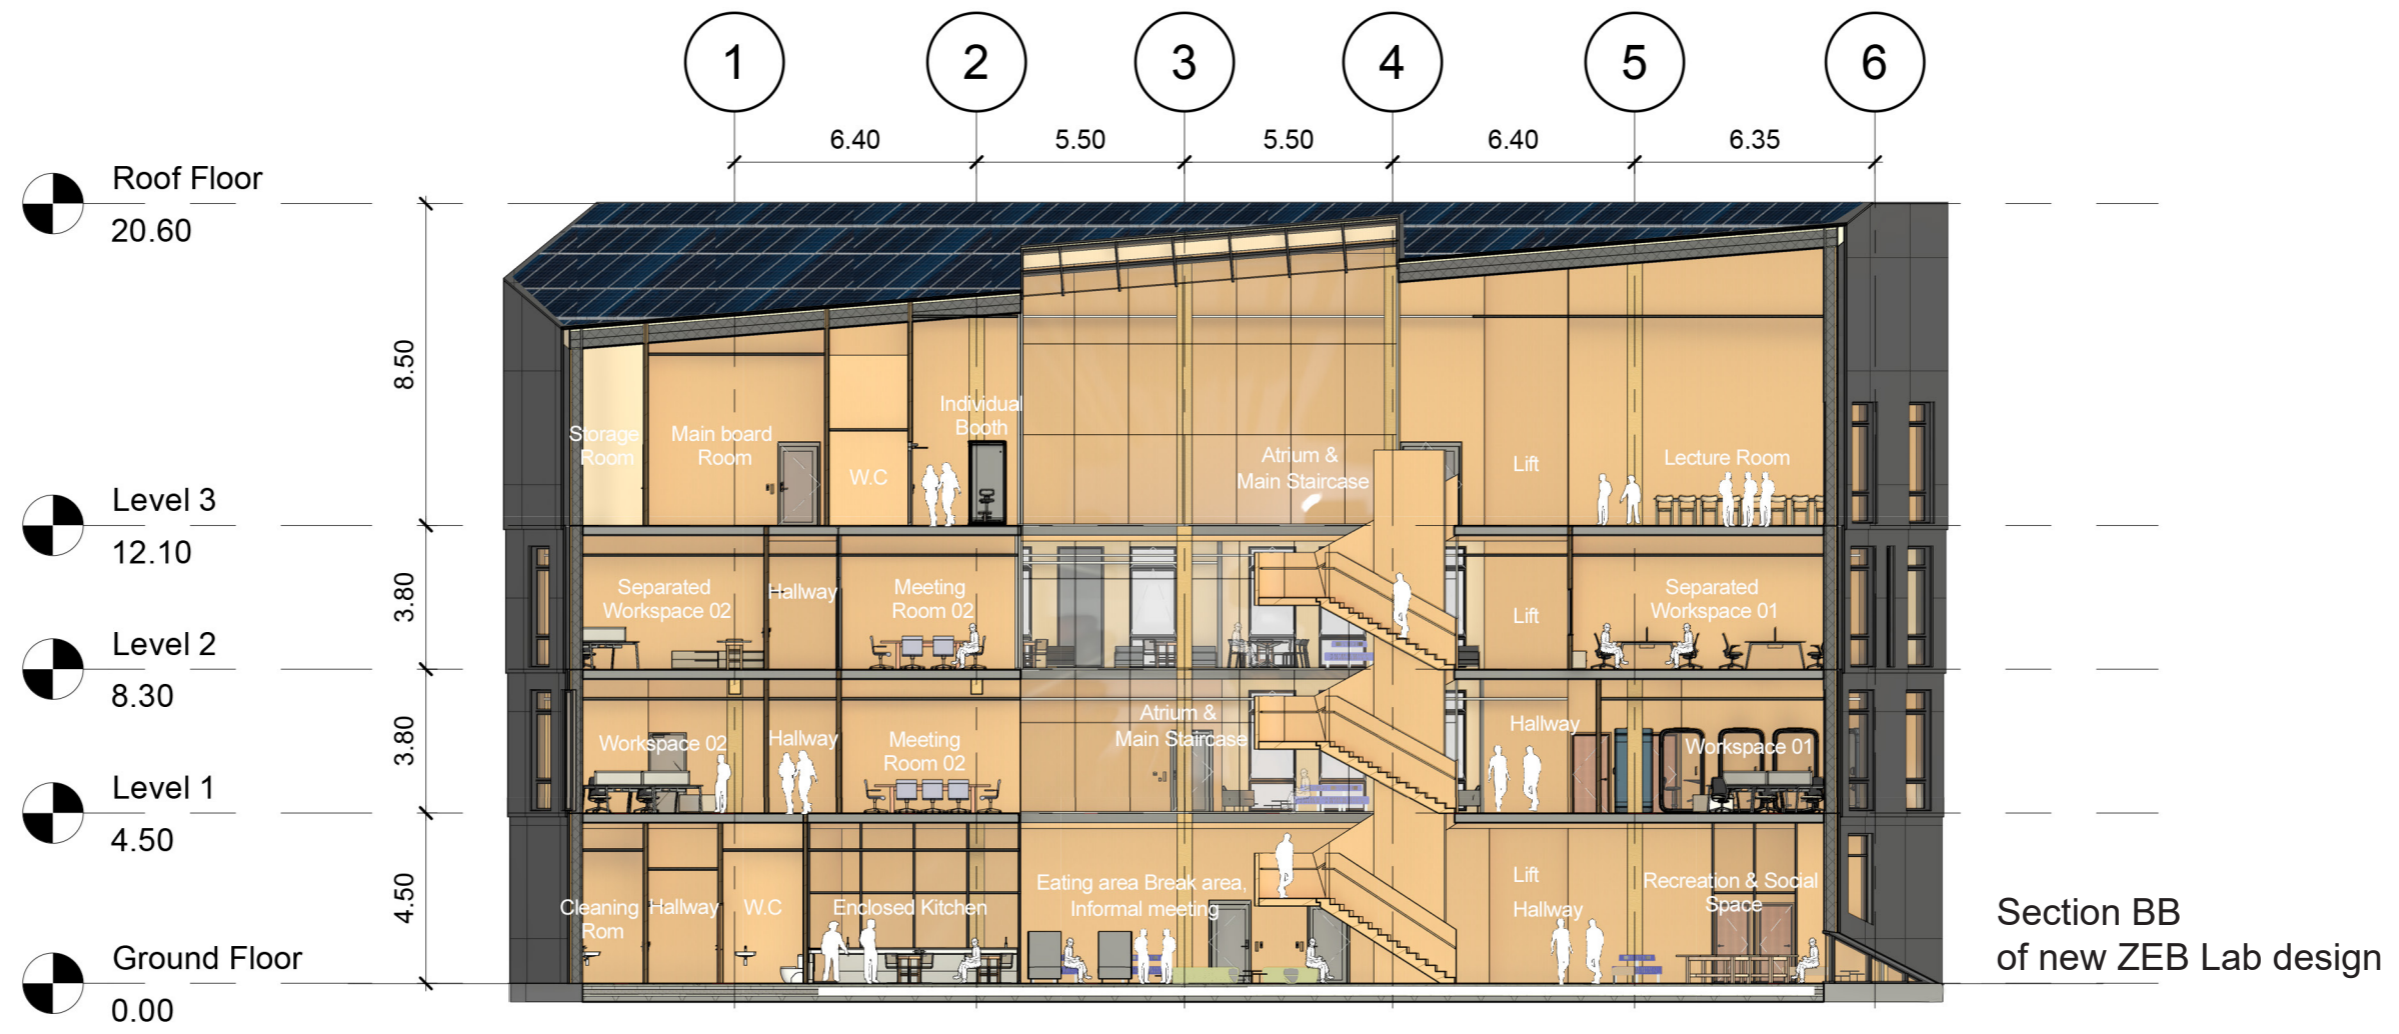 1 2 3 4 5 6
6.40 5.50 5.50 6.40 6.35
Roof Floor
20.60
8.50
Individual
Booth
Storage
Room
Main board
Room
W.C
Atrium &
Main Staircase
Lift
Lecture Room
Level 3
12.10
3.80
Separated
Workspace 02
Hallway
Meeting
Room 02
Lift
Separated
Workspace 01
Level 2
8.30
3.80
Workspace 02
Hallway
Meeting
Room 02
Atrium &
Main Staircase
Hallway
Workspace 01
Level 1
4.50
4.50
Cleaning
Rom
Hallway
W.C
Enclosed Kitchen
Eating area Break area,
Informal meeting
Lift
Hallway
Recreation & Social
Space
Ground Floor
0.00
Section BB
of new ZEB Lab design